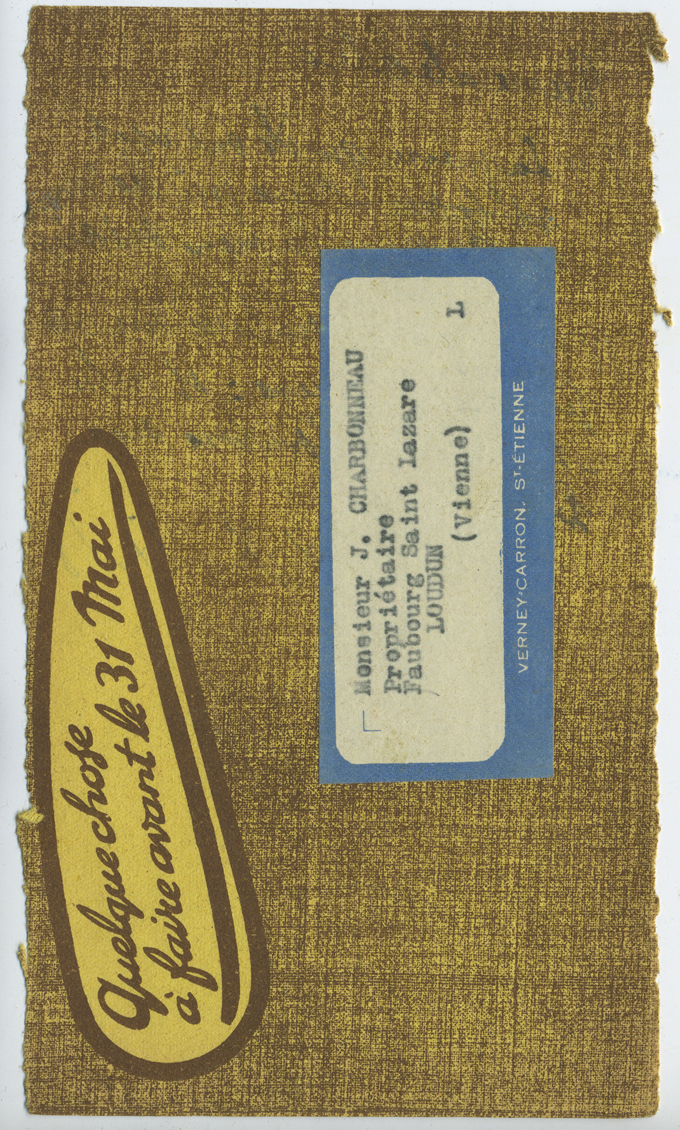 Quelque chose
à faire avant le 31 Mai
Monsieur J. CHARBONNEAU
Propriétaire
Faubourg Saint Lazare
LOUDUN
(Vienne) L
VERNEY-CARRON, ST-ÉTIENNE